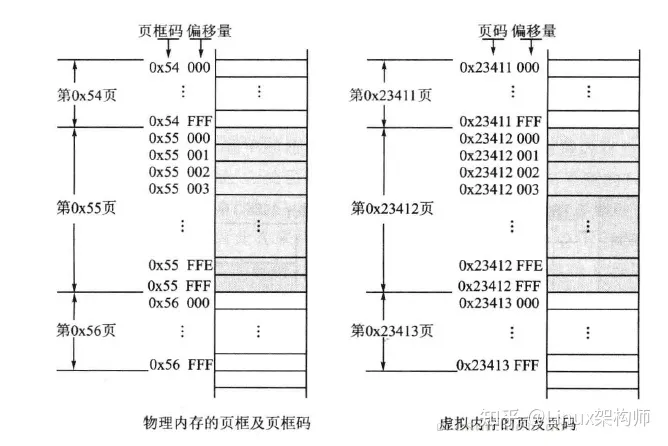 页框码 偏移量
0x54 000
⋮ ⋮
第0x54页
0x54 FFF
0x55 000
0x55 001
0x55 002
0x55 003
第0x55页
⋮ ⋮
0x55 FFE
0x55 FFF
0x56 000
第0x56页
⋮ ⋮
0x56 FFF
物理内存的页框及页框码
页码 偏移量
0x23411 000
⋮ ⋮
第0x23411页
0x23411 FFF
0x23412 000
0x23412 001
0x23412 002
0x23412 003
第0x23412页
⋮ ⋮
0x23412 FFE
0x23412 FFF
0x23413 000
第0x23413页
⋮ ⋮
0x23413 FFF
虚拟内存的页及页码
知乎 @Linux架构师